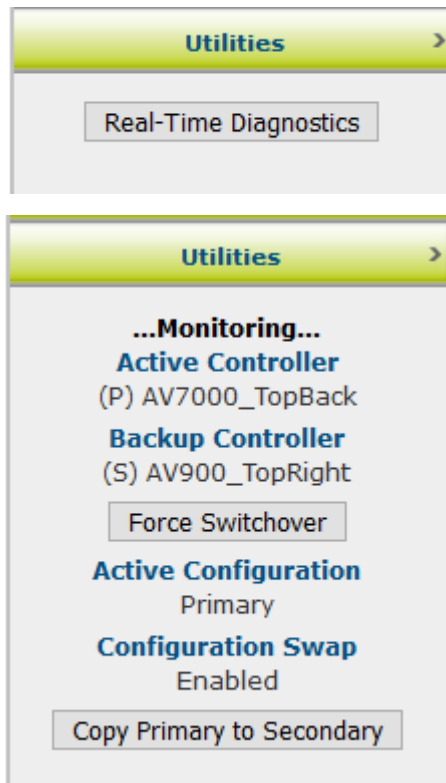 Utilities
Real-Time Diagnostics
Utilities
...Monitoring...
Active Controller
(P) AV7000_TopBack
Backup Controller
(S) AV900_TopRight
Force Switchover
Active Configuration
Primary
Configuration Swap
Enabled
Copy Primary to Secondary